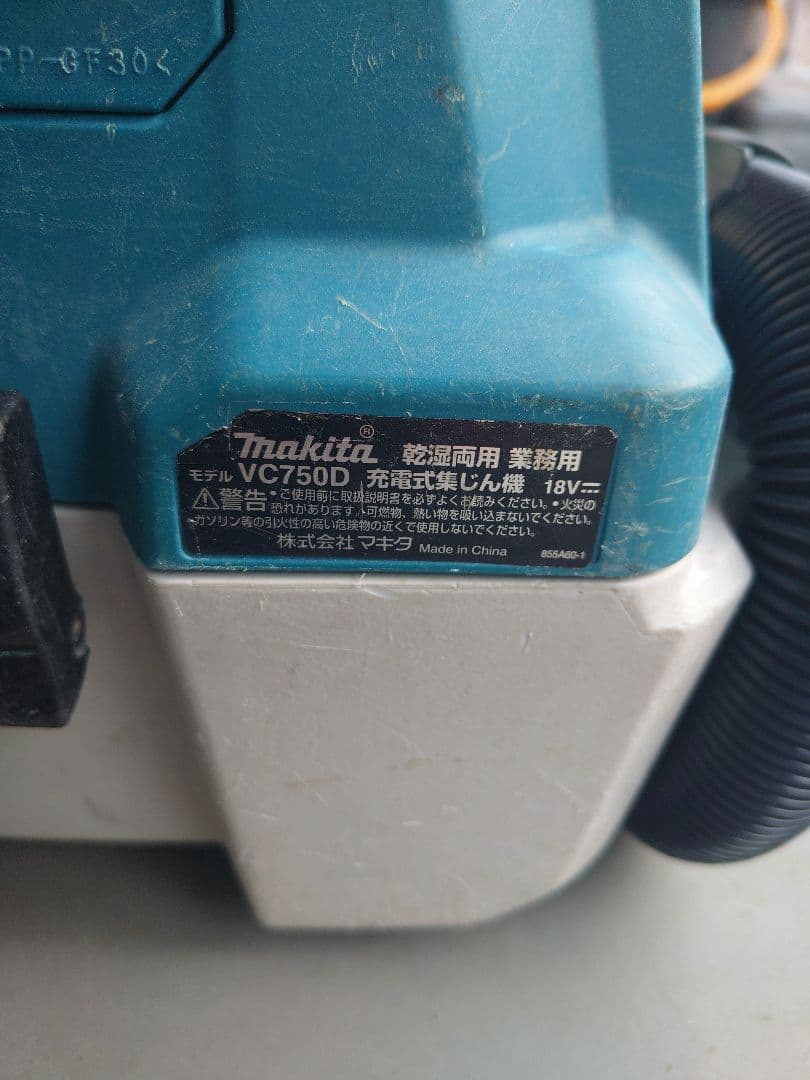 PP-GF30<
makita® 乾湿両用 業務用
モデル VC750D 充電式集じん機 18V⎓
⚠警告 •ご使用前に取扱説明書を必ずよくお読みください。•火災の
恐れがあります。可燃物、熱い物を吸い込まないでください。
•ガソリン等の引火性の高い危険物の近くで使用しないでください。
株式会社 マキタ Made in China 855A60-1